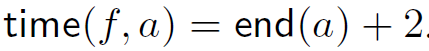 time(f, a) = end(a) + 2.